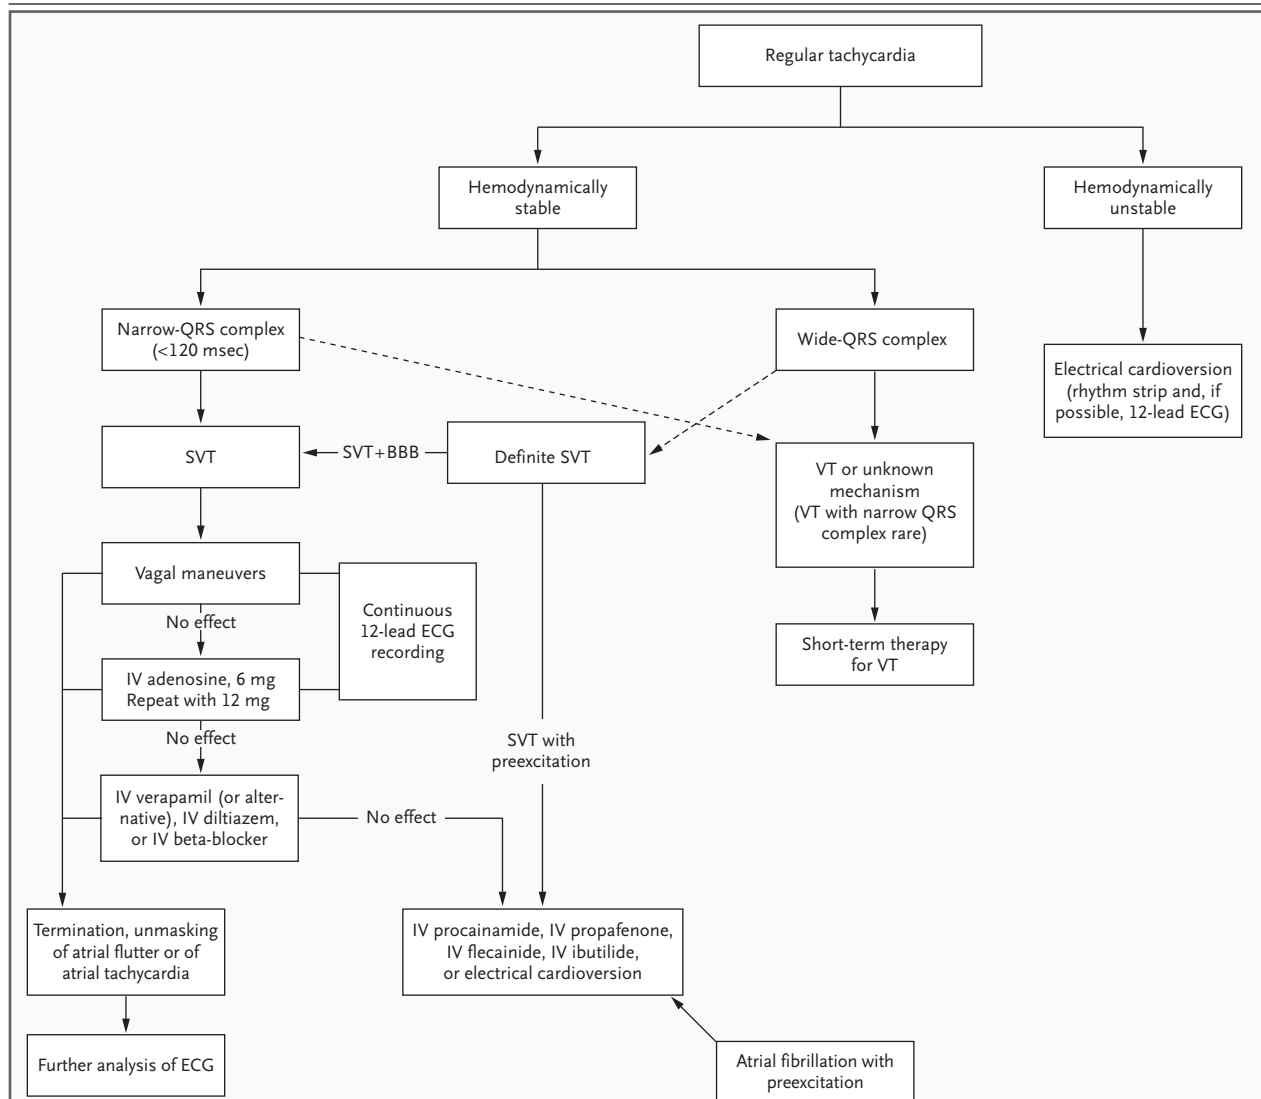 Regular tachycardia
Hemodynamically
stable
Hemodynamically
unstable
Narrow-QRS complex
(<120 msec)
Wide-QRS complex
Electrical cardioversion
(rhythm strip and, if
possible, 12-lead ECG)
SVT
SVT+BBB
Definite SVT
VT or unknown
mechanism
(VT with narrow QRS
complex rare)
Vagal maneuvers
Continuous
12-lead ECG
recording
No effect
Short-term therapy
for VT
IV adenosine, 6 mg
Repeat with 12 mg
No effect
SVT with
preexcitation
IV verapamil (or alter-
native), IV diltiazem,
or IV beta-blocker
No effect
Termination, unmasking
of atrial flutter or of
atrial tachycardia
IV procainamide, IV propafenone,
IV flecainide, IV ibutilide,
or electrical cardioversion
Further analysis of ECG
Atrial fibrillation with
preexcitation